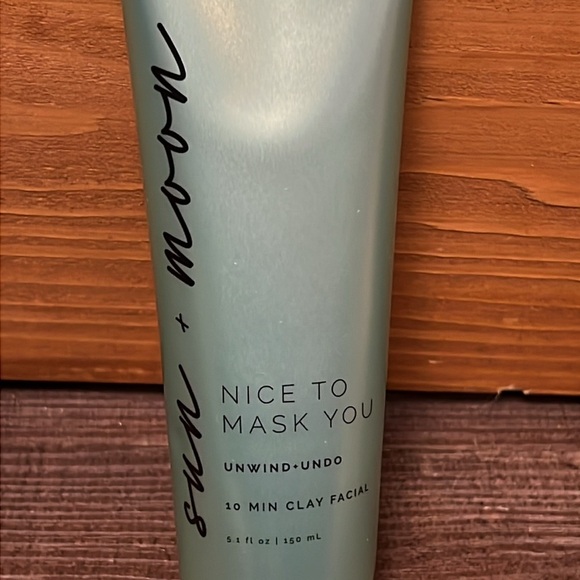 sun + moon
NICE TO
MASK YOU
UNWIND+UNDO
10 MIN CLAY FACIAL
5.1 fl oz | 150 mL